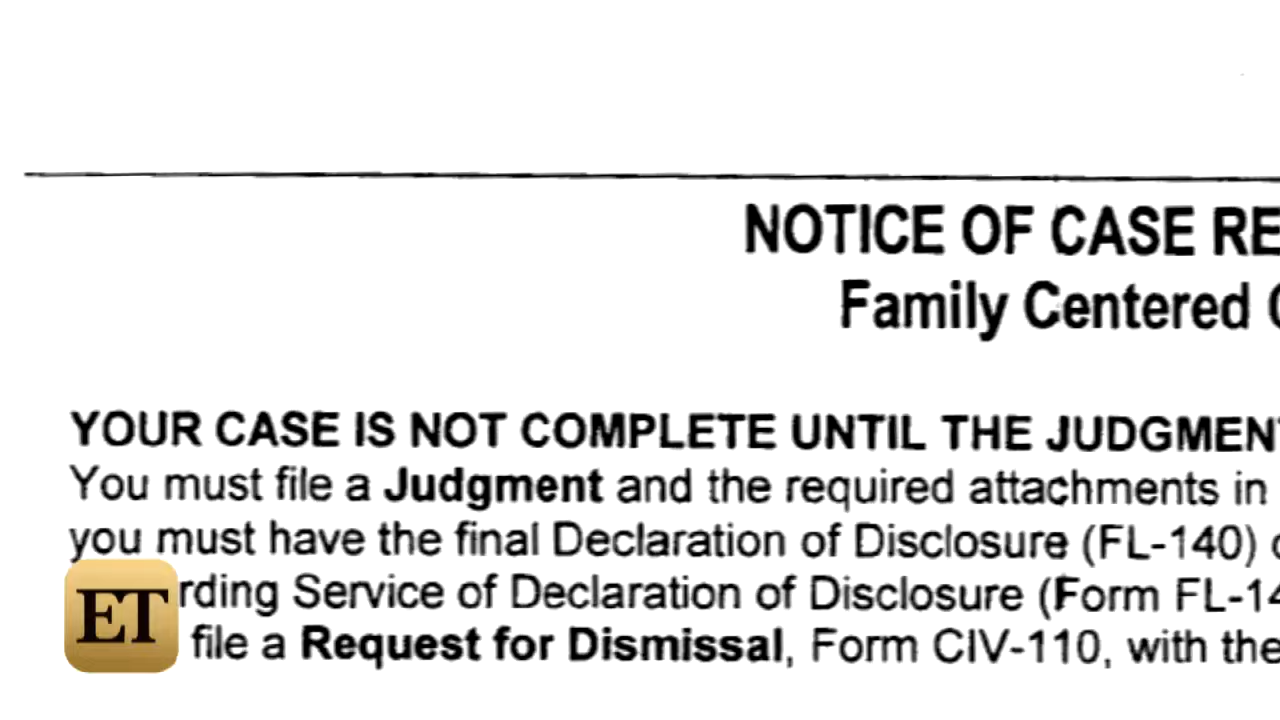 NOTICE OF CASE RE
Family Centered
YOUR CASE IS NOT COMPLETE UNTIL THE JUDGMENT
You must file a Judgment and the required attachments in
you must have the final Declaration of Disclosure (FL-140)
rding Service of Declaration of Disclosure (Form FL-14
file a Request for Dismissal, Form CIV-110, with the
ET